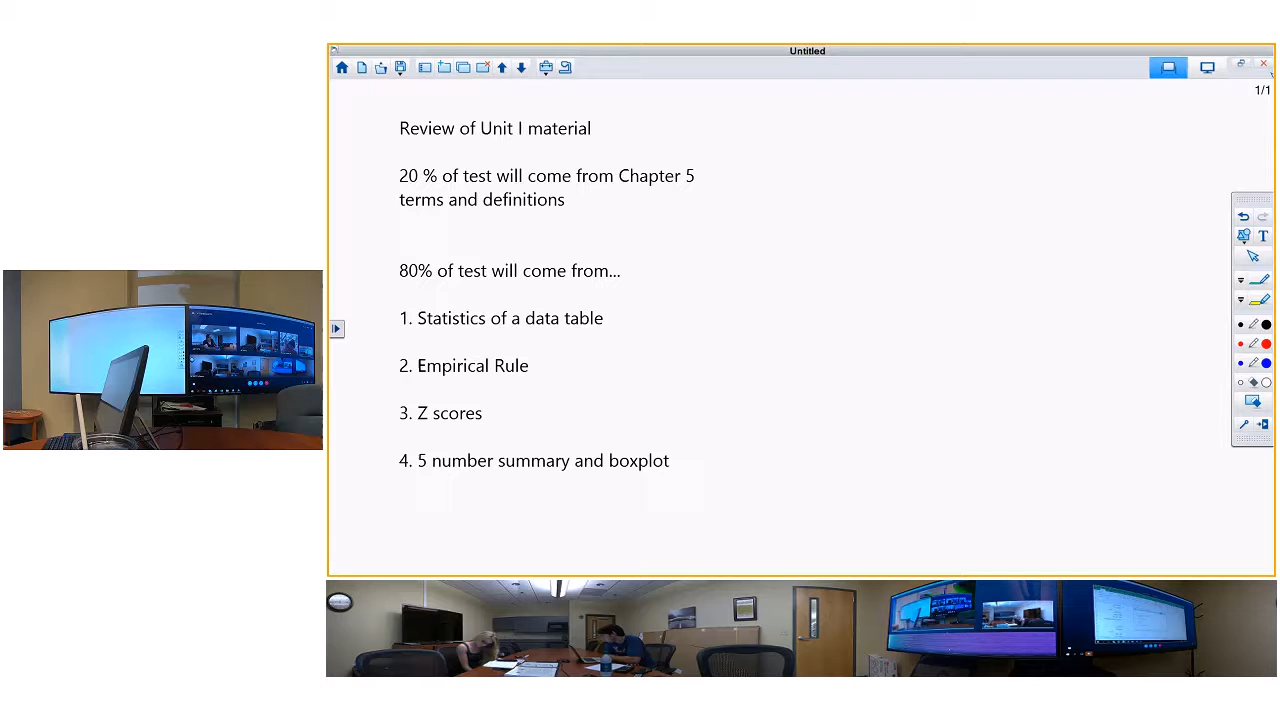 Untitled
1/1
Review of Unit I material
20 % of test will come from Chapter 5
terms and definitions
80% of test will come from...
1. Statistics of a data table
2. Empirical Rule
3. Z scores
4. 5 number summary and boxplot
T